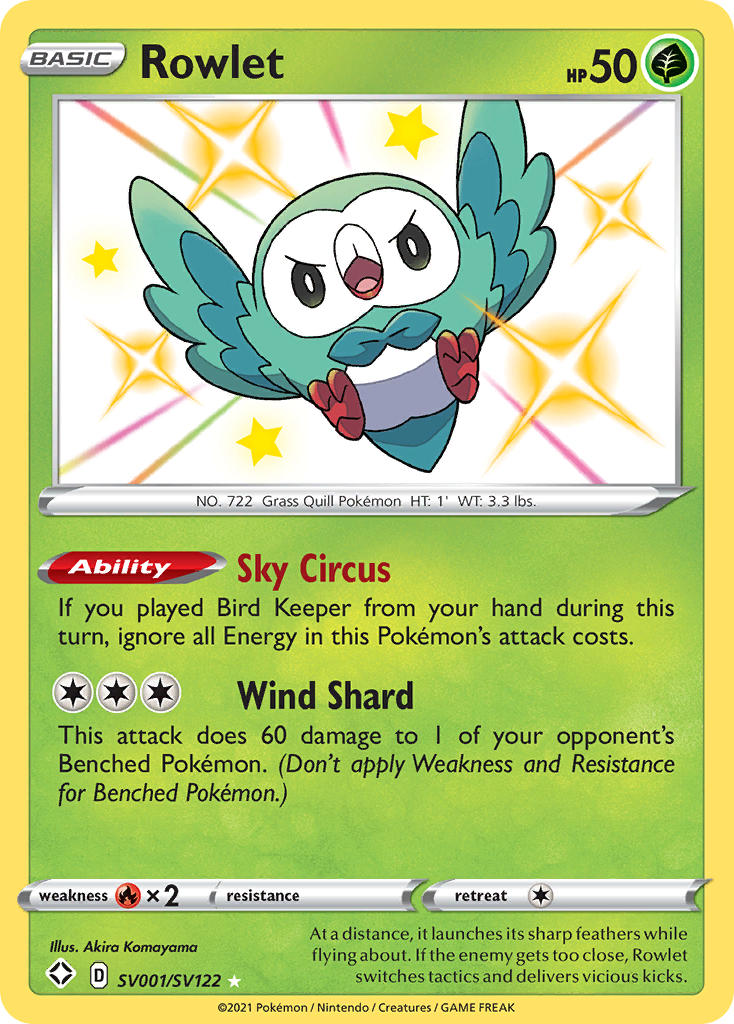 BASIC Rowlet HP50
NO. 722 Grass Quill Pokémon HT: 1' WT: 3.3 lbs.
Ability Sky Circus
If you played Bird Keeper from your hand during this
turn, ignore all Energy in this Pokémon's attack costs.
Wind Shard
This attack does 60 damage to 1 of your opponent's
Benched Pokémon. (Don't apply Weakness and Resistance
for Benched Pokémon.)
weakness ×2 resistance retreat
Illus. Akira Komayama
D SV001/SV122
At a distance, it launches its sharp feathers while
flying about. If the enemy gets too close, Rowlet
switches tactics and delivers vicious kicks.
©2021 Pokémon / Nintendo / Creatures / GAME FREAK